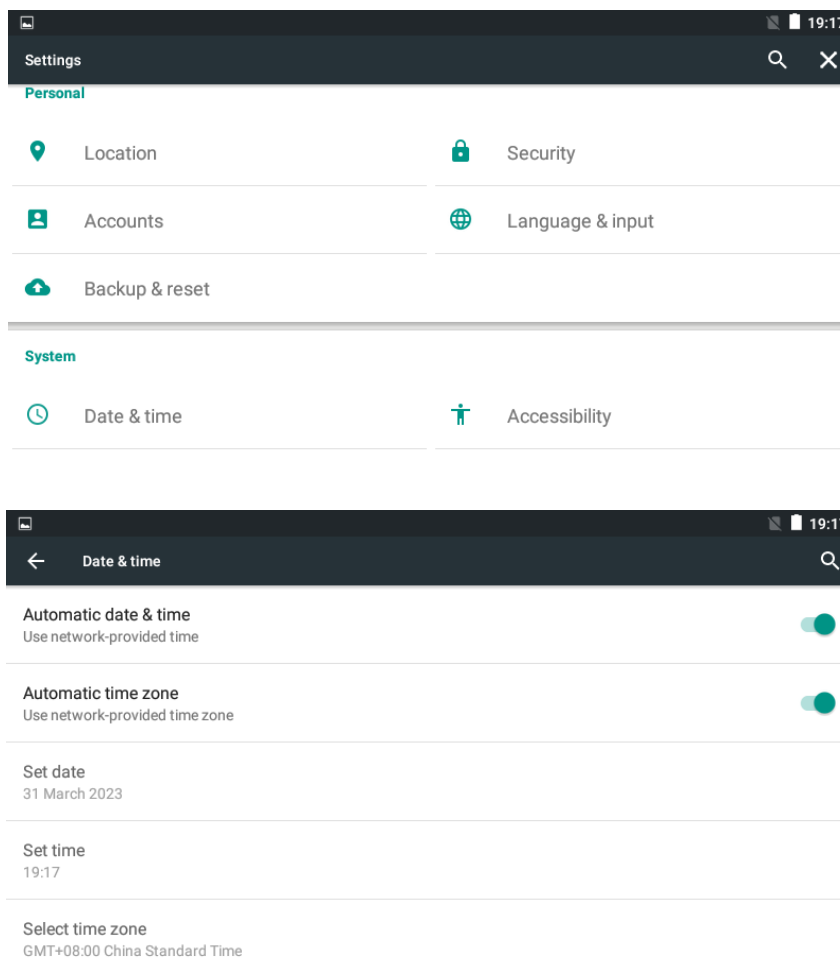 19:17
Settings
Personal
Location
Security
Accounts
Language & input
Backup & reset
System
Date & time
Accessibility
19:1
Date & time
Automatic date & time
Use network-provided time
Automatic time zone
Use network-provided time zone
Set date
31 March 2023
Set time
19:17
Select time zone
GMT+08:00 China Standard Time